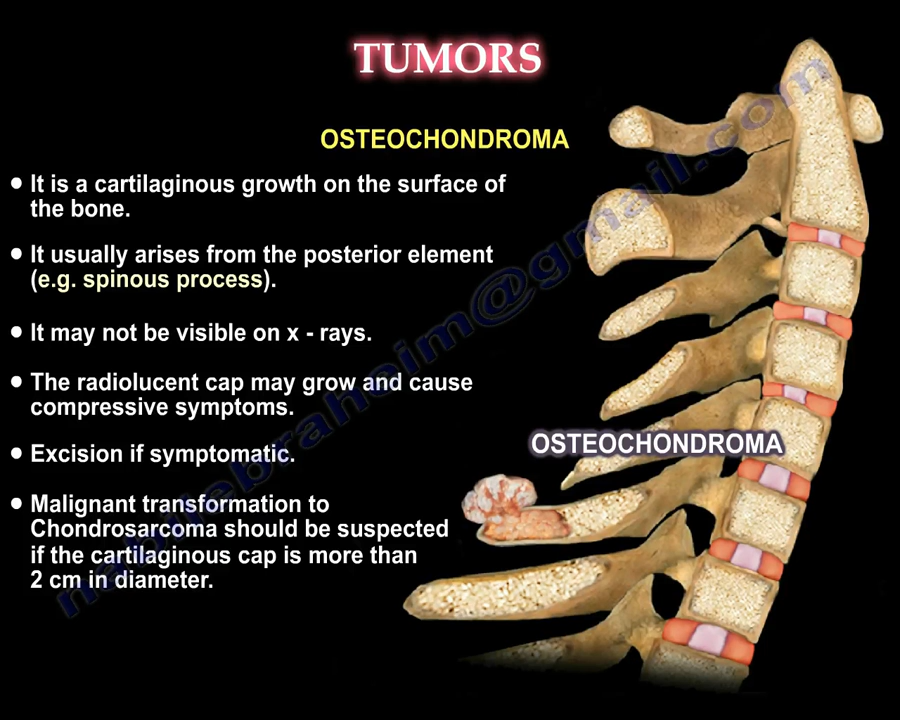 TUMORS
OSTEOCHONDROMA
• It is a cartilaginous growth on the surface of
the bone.
• It usually arises from the posterior element
(e.g. spinous process).
• It may not be visible on x - rays.
• The radiolucent cap may grow and cause
compressive symptoms.
• Excision if symptomatic.
• Malignant transformation to
Chondrosarcoma should be suspected
if the cartilaginous cap is more than
2 cm in diameter.
OSTEOCHONDROMA
nabilebraheim@gmail.com